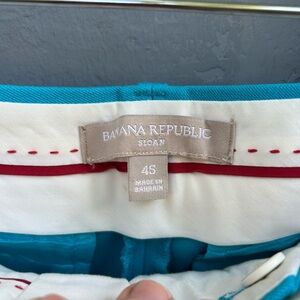 BANANA REPUBLIC
SLOAN
4S
MADE IN
BAHRAIN